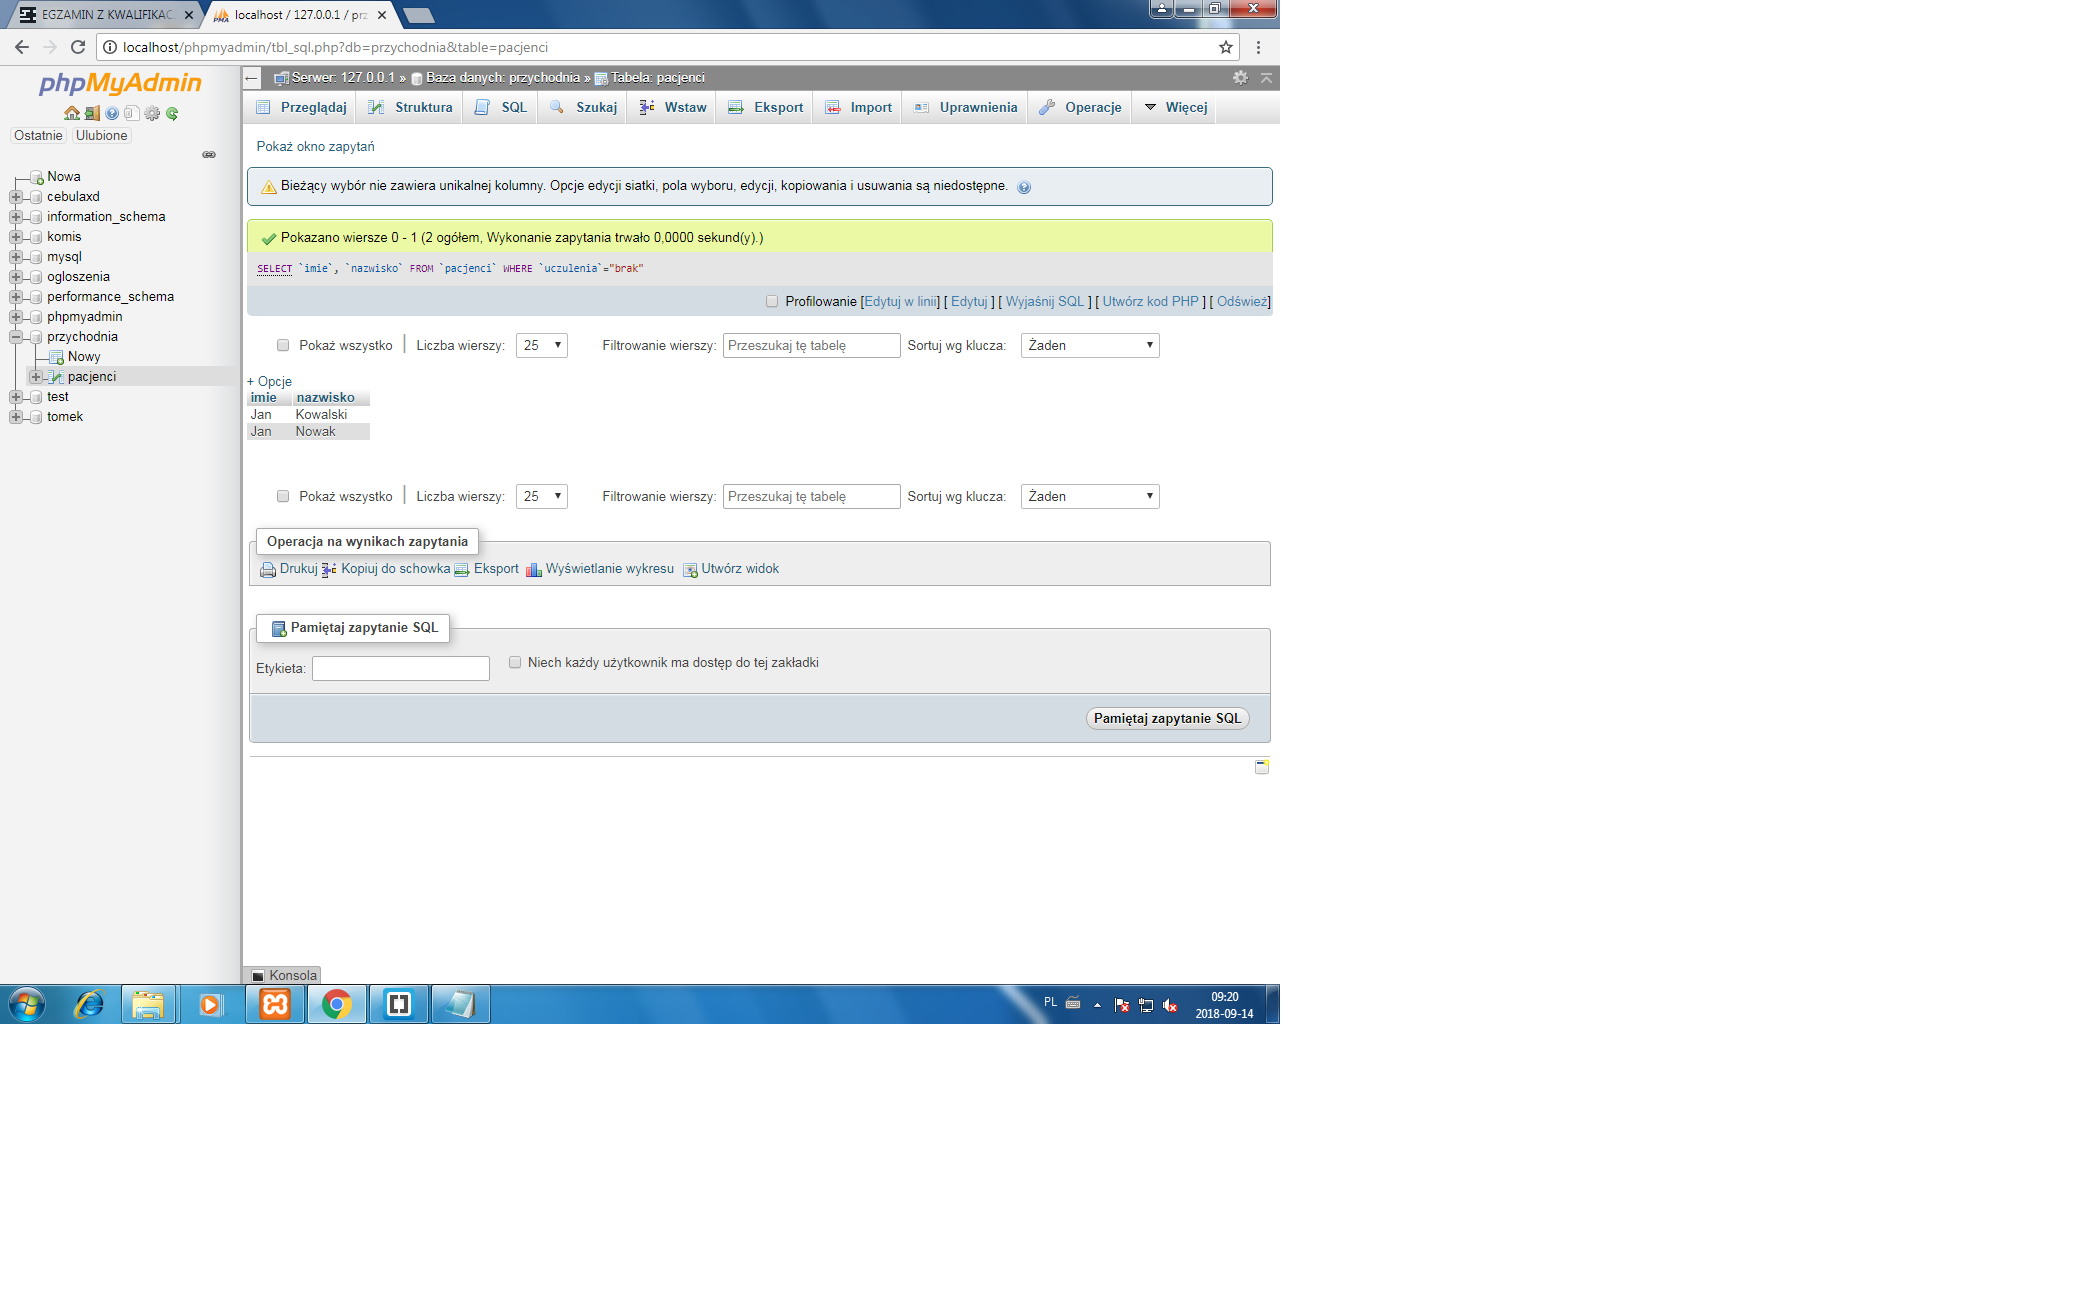 EGZAMIN Z KWALIFIKAC
localhost / 127.0.0.1 / prz
localhost/phpmyadmin/tbl_sql.php?db=przychodnia&table=pacjenci
phpMyAdmin
Ostatnie Ulubione
Nowa
cebulaxd
information_schema
komis
mysql
ogloszenia
performance_schema
phpmyadmin
przychodnia
Nowy
pacjenci
test
tomek
Serwer: 127.0.0.1 » Baza danych: przychodnia » Tabela: pacjenci
Przeglądaj Struktura SQL Szukaj Wstaw Eksport Import Uprawnienia Operacje Więcej
Pokaż okno zapytań
Bieżący wybór nie zawiera unikalnej kolumny. Opcje edycji siatki, pola wyboru, edycji, kopiowania i usuwania są niedostępne.
Pokazano wiersze 0 - 1 (2 ogółem, Wykonanie zapytania trwało 0,0000 sekund(y).)
SELECT `imie`, `nazwisko` FROM `pacjenci` WHERE `uczulenia`="brak"
Profilowanie [Edytuj w linii] [ Edytuj ] [ Wyjaśnij SQL ] [ Utwórz kod PHP ] [ Odśwież]
Pokaż wszystko Liczba wierszy: 25 Filtrowanie wierszy: Przeszukaj tę tabelę Sortuj wg klucza: Żaden
+ Opcje
imie nazwisko
Jan Kowalski
Jan Nowak
Pokaż wszystko Liczba wierszy: 25 Filtrowanie wierszy: Przeszukaj tę tabelę Sortuj wg klucza: Żaden
Operacja na wynikach zapytania
Drukuj Kopiuj do schowka Eksport Wyświetlanie wykresu Utwórz widok
Pamiętaj zapytanie SQL
Etykieta: Niech każdy użytkownik ma dostęp do tej zakładki
Pamiętaj zapytanie SQL
Konsola
PL
09:20
2018-09-14